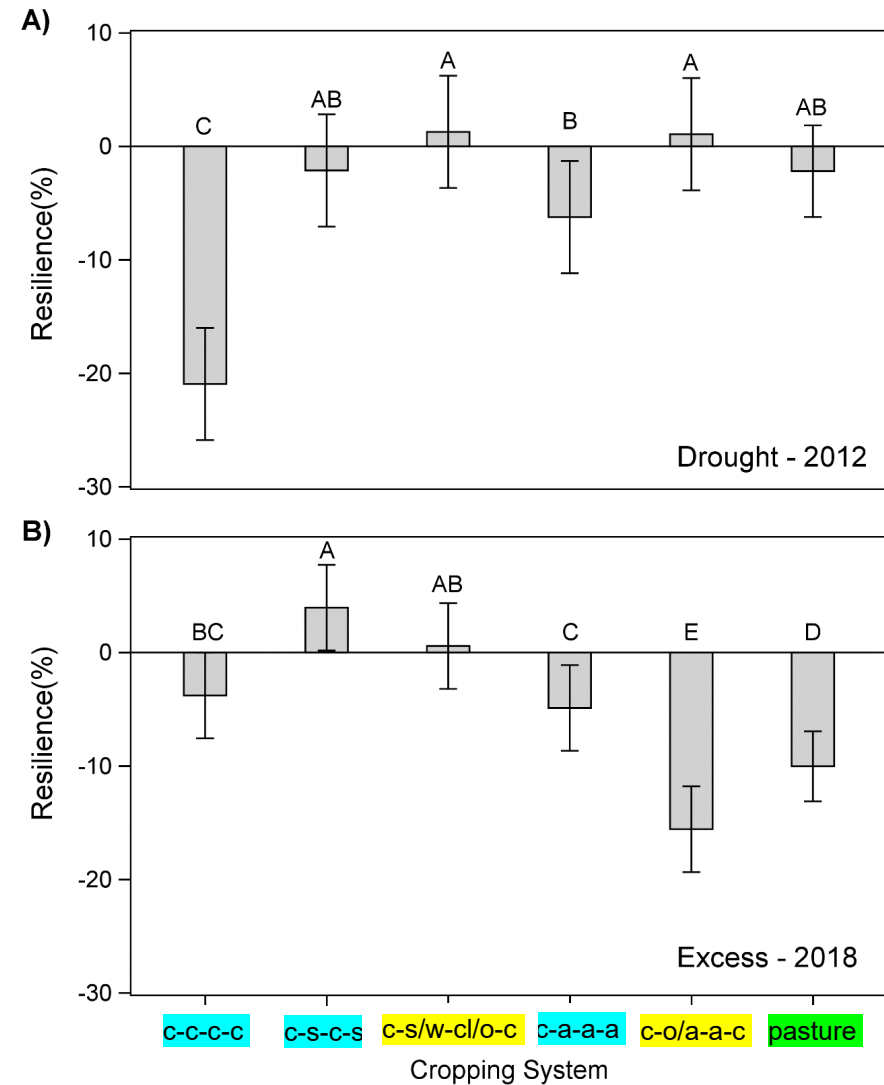 A)
10
0
-10
-20
-30
Resilience(%)
C
AB
A
B
A
AB
Drought - 2012
B)
10
0
-10
-20
-30
Resilience(%)
BC
A
AB
C
E
D
Excess - 2018
c-c-c-c
c-s-c-s
c-s/w-cl/o-c
c-a-a-a
c-o/a-a-c
pasture
Cropping System